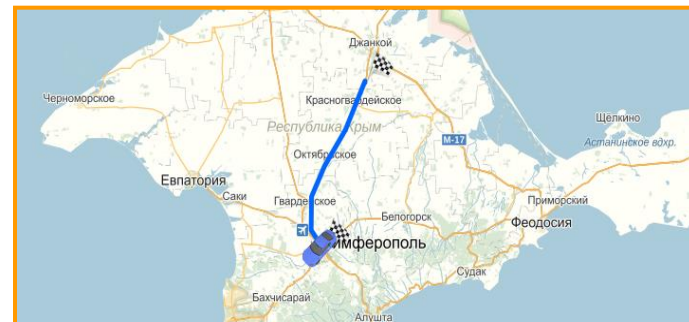 Джанкой
Черноморское
Красногвардейское
Щёлкино
Республика Крым
М-17
Астанинское вдхр.
Октябрьское
Евпатория
Саки
Гвардейское
Приморский
Белогорск
Феодосия
имферополь
Судак
Бахчисарай
Алушта